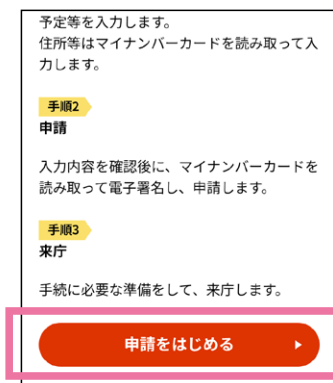 予定等を入力します。
住所等はマイナンバーカードを読み取って入
力します。
手順2
申請
入力内容を確認後に、マイナンバーカードを
読み取って電子署名し、申請します。
手順3
来庁
手続に必要な準備をして、来庁します。
申請をはじめる